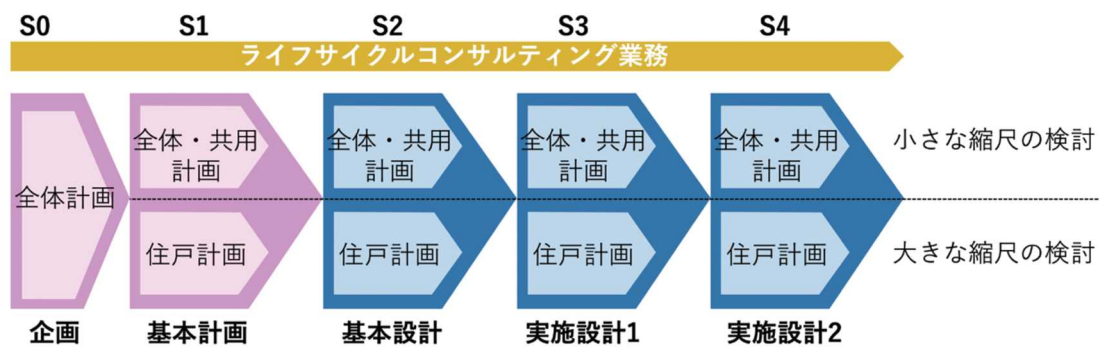 S0
S1
S2
S3
S4
ライフサイクルコンサルティング業務
全体計画
全体・共用
計画
住戸計画
全体・共用
計画
住戸計画
全体・共用
計画
住戸計画
全体・共用
計画
住戸計画
小さな縮尺の検討
大きな縮尺の検討
企画
基本計画
基本設計
実施設計1
実施設計2